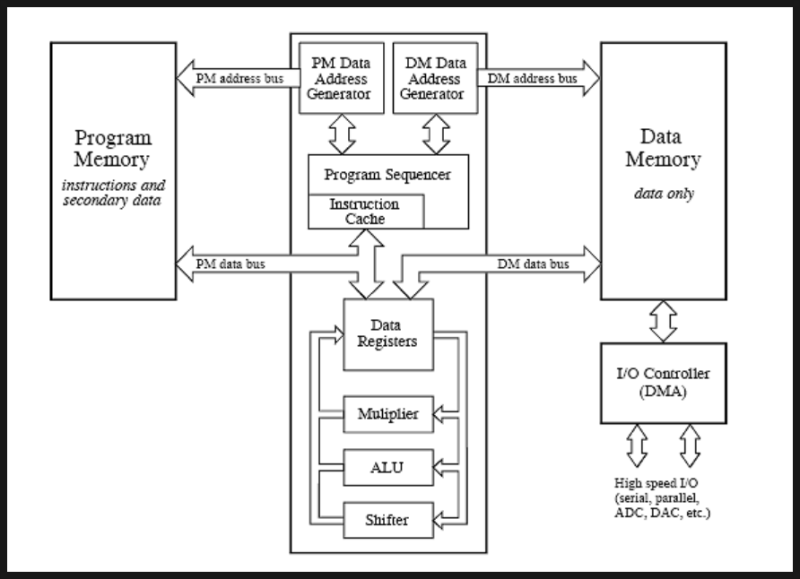 PM Data
Address
Generator
DM Data
Address
Generator
PM address bus
DM address bus
Program
Memory
instructions and
secondary data
Program Sequencer
Instruction
Cache
Data
Memory
data only
PM data bus
DM data bus
Data
Registers
Muliplier
ALU
Shifter
I/O Controller
(DMA)
High speed I/O
(serial, parallel,
ADC, DAC, etc.)